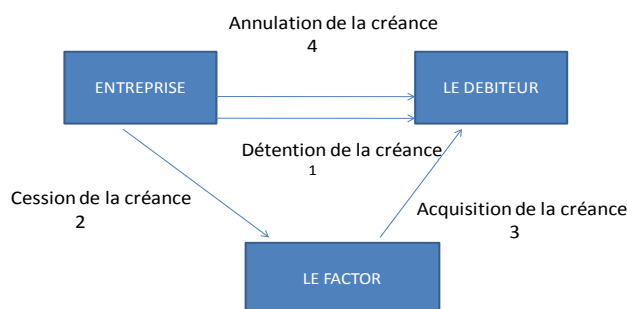 Annulation de la créance
4
ENTREPRISE
LE DEBITEUR
Détention de la créance
1
Cession de la créance
2
Acquisition de la créance
3
LE FACTOR